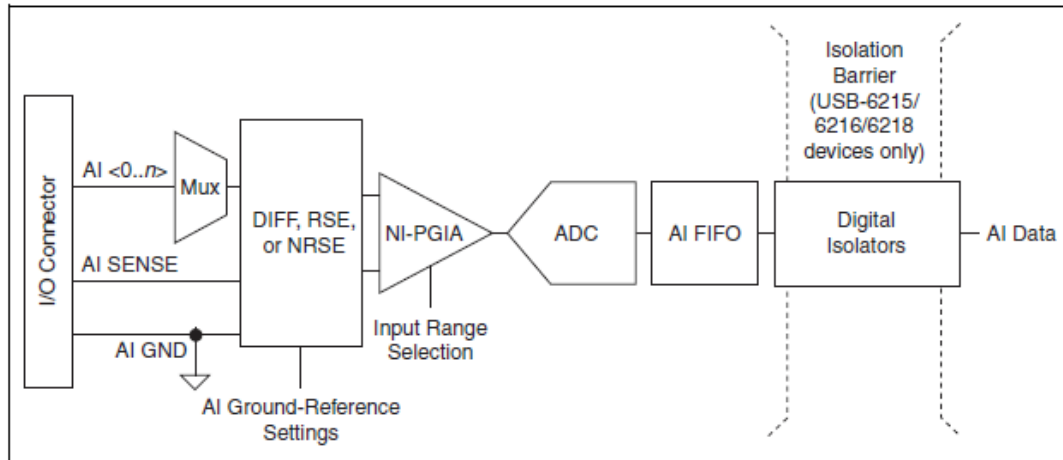 Isolation
Barrier
(USB-6215/
6216/6218
devices only)
I/O Connector
AI <0..n>
Mux
AI SENSE
AI GND
DIFF, RSE,
or NRSE
AI Ground-Reference
Settings
NI-PGIA
Input Range
Selection
ADC
AI FIFO
Digital
Isolators
AI Data